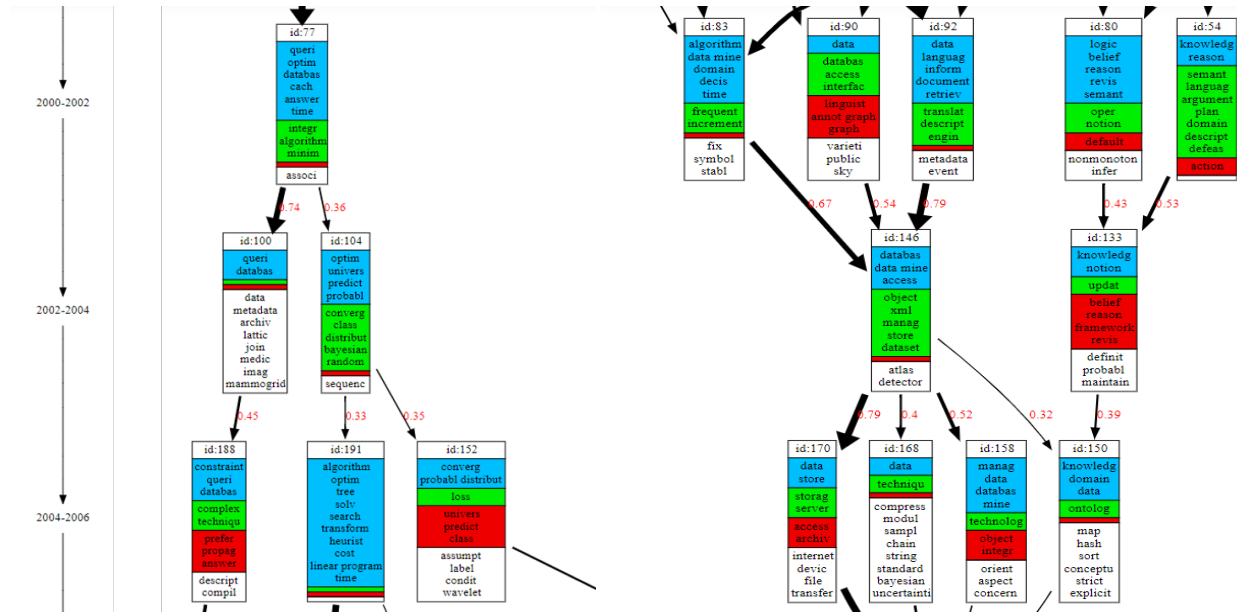 id:77
queri
optim
databas
cach
answer
time
integr
algorithm
minim
associ
id:83
algorithm
data mine
domain
decis
time
frequent
increment
fix
symbol
stabl
id:90
data
databas
access
interfac
linguist
annot graph
graph
varieti
public
sky
id:92
data
languag
inform
document
retriev
translat
descript
engin
metadata
event
id:80
logic
belief
reason
revis
semant
oper
notion
default
nonmonoton
infer
id:54
knowledg
reason
semant
languag
argument
plan
domain
descript
defeas
action
2000-2002
0.74
0.36
0.67
0.54
0.79
0.43
0.53
id:100
queri
databas
data
metadata
archiv
lattic
join
medic
imag
mammogrid
id:104
optim
univers
predict
probabl
converg
class
distribut
bayesian
random
sequenc
id:146
databas
data mine
access
object
xml
manag
store
dataset
atlas
detector
id:133
knowledg
notion
updat
belief
reason
framework
revis
definit
probabl
maintain
2002-2004
0.45
0.33
0.35
0.79
0.4
0.52
0.32
0.39
id:188
constraint
queri
databas
complex
techniqu
prefer
propag
answer
descript
compil
id:191
algorithm
optim
tree
solv
search
transform
heurist
cost
linear program
time
id:152
converg
probabl distribut
loss
univers
predict
class
assumpt
label
condit
wavelet
id:170
data
store
storag
server
access
archiv
internet
devic
file
transfer
id:168
data
techniqu
compress
modul
sampl
chain
string
standard
bayesian
uncertainti
id:158
manag
data
databas
mine
technolog
object
integr
orient
aspect
concern
id:150
knowledg
domain
data
ontolog
map
hash
sort
conceptu
strict
explicit
2004-2006